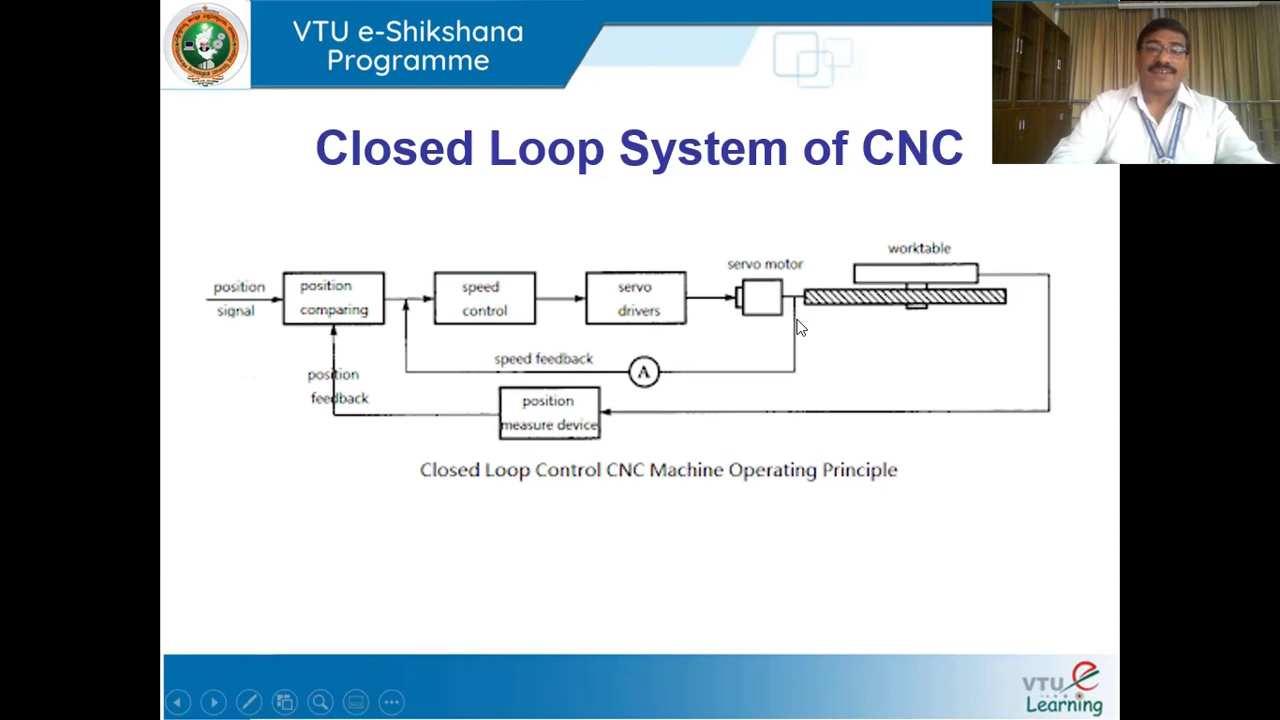 VTU e-Shikshana
Programme
Closed Loop System of CNC
worktable
servo motor
position
signal
position
comparing
speed
control
servo
drivers
speed feedback
A
position
feedback
position
measure device
Closed Loop Control CNC Machine Operating Principle
VTU e
Learning